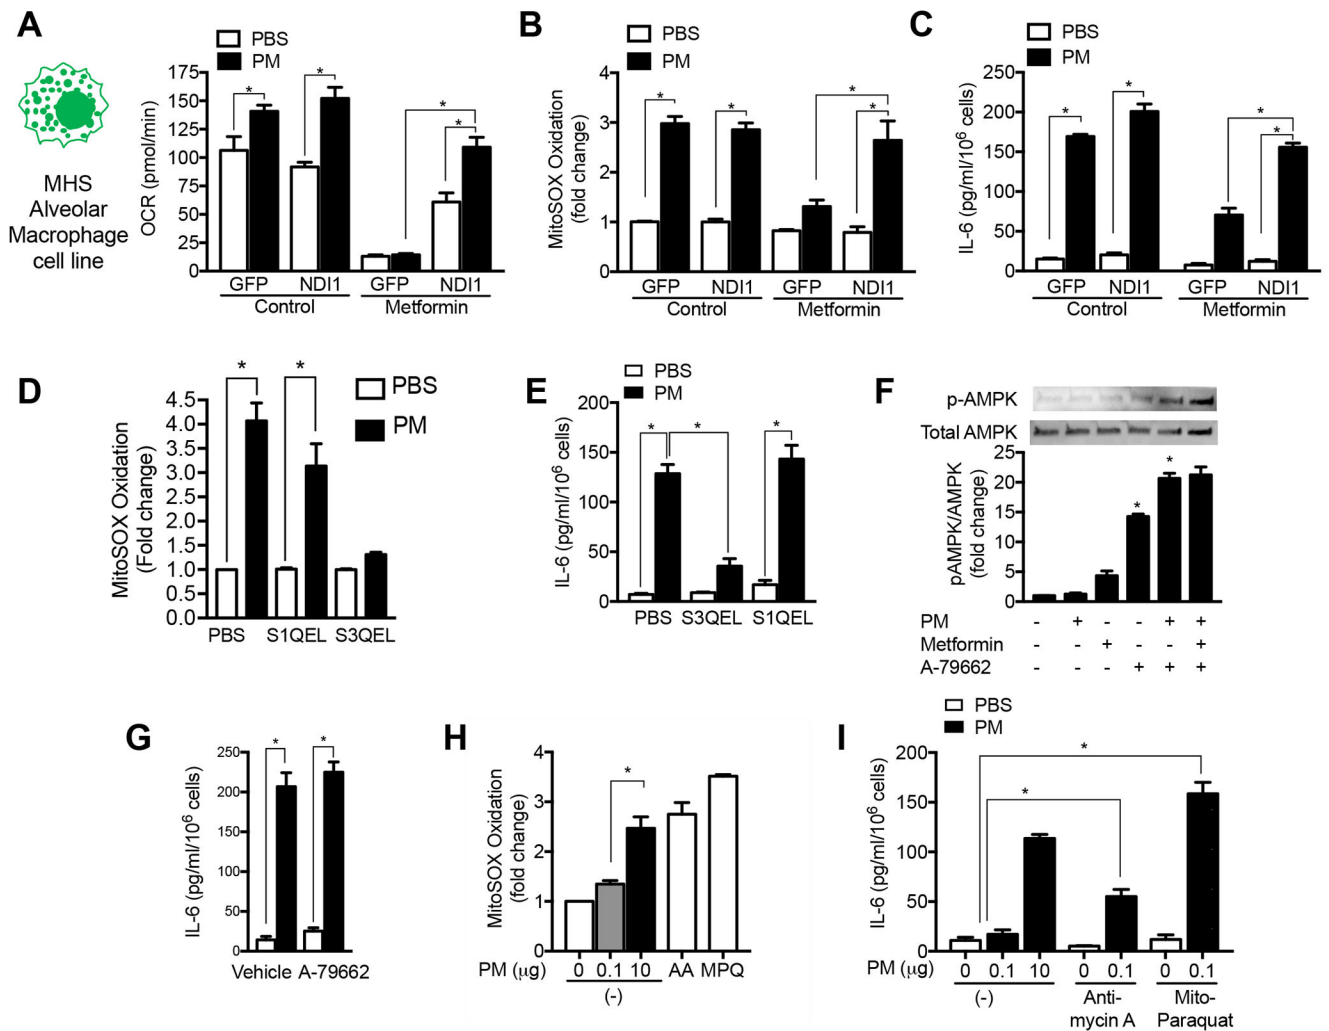 A
PBS
PM
MHS
Alveolar
Macrophage
cell line
OCR (pmol/min)
175
150
125
100
75
50
25
0
* * * *
GFP NDI1 GFP NDI1
Control Metformin
B
PBS
PM
MitoSOX Oxidation
(fold change)
4
3
2
1
0
* * * *
GFP NDI1 GFP NDI1
Control Metformin
C
PBS
PM
IL-6 (pg/ml/10⁶ cells)
250
200
150
100
50
0
* * * *
GFP NDI1 GFP NDI1
Control Metformin
D
PBS
PM
MitoSOX Oxidation
(Fold change)
4.5
4.0
3.5
3.0
2.5
2.0
1.5
1.0
0.5
0.0
* *
PBS S1QEL S3QEL
E
PBS
PM
IL-6 (pg/ml/10⁶ cells)
200
150
100
50
0
* * *
PBS S3QEL S1QEL
F
p-AMPK
Total AMPK
pAMPK/AMPK
(fold change)
25
20
15
10
5
0
* *
PM - + - - + +
Metformin - - + - - +
A-79662 - - - + + +
G
IL-6 (pg/ml/10⁶ cells)
250
200
150
100
50
0
* *
Vehicle A-79662
H
MitoSOX Oxidation
(fold change)
4
3
2
1
0
*
PM (μg) 0 0.1 10 AA MPQ
(-)
I
PBS
PM
IL-6 (pg/ml/10⁶ cells)
200
150
100
50
0
* *
PM (μg) 0 0.1 10 0 0.1 0 0.1
(-) Anti- Mito-
mycin A Paraquat